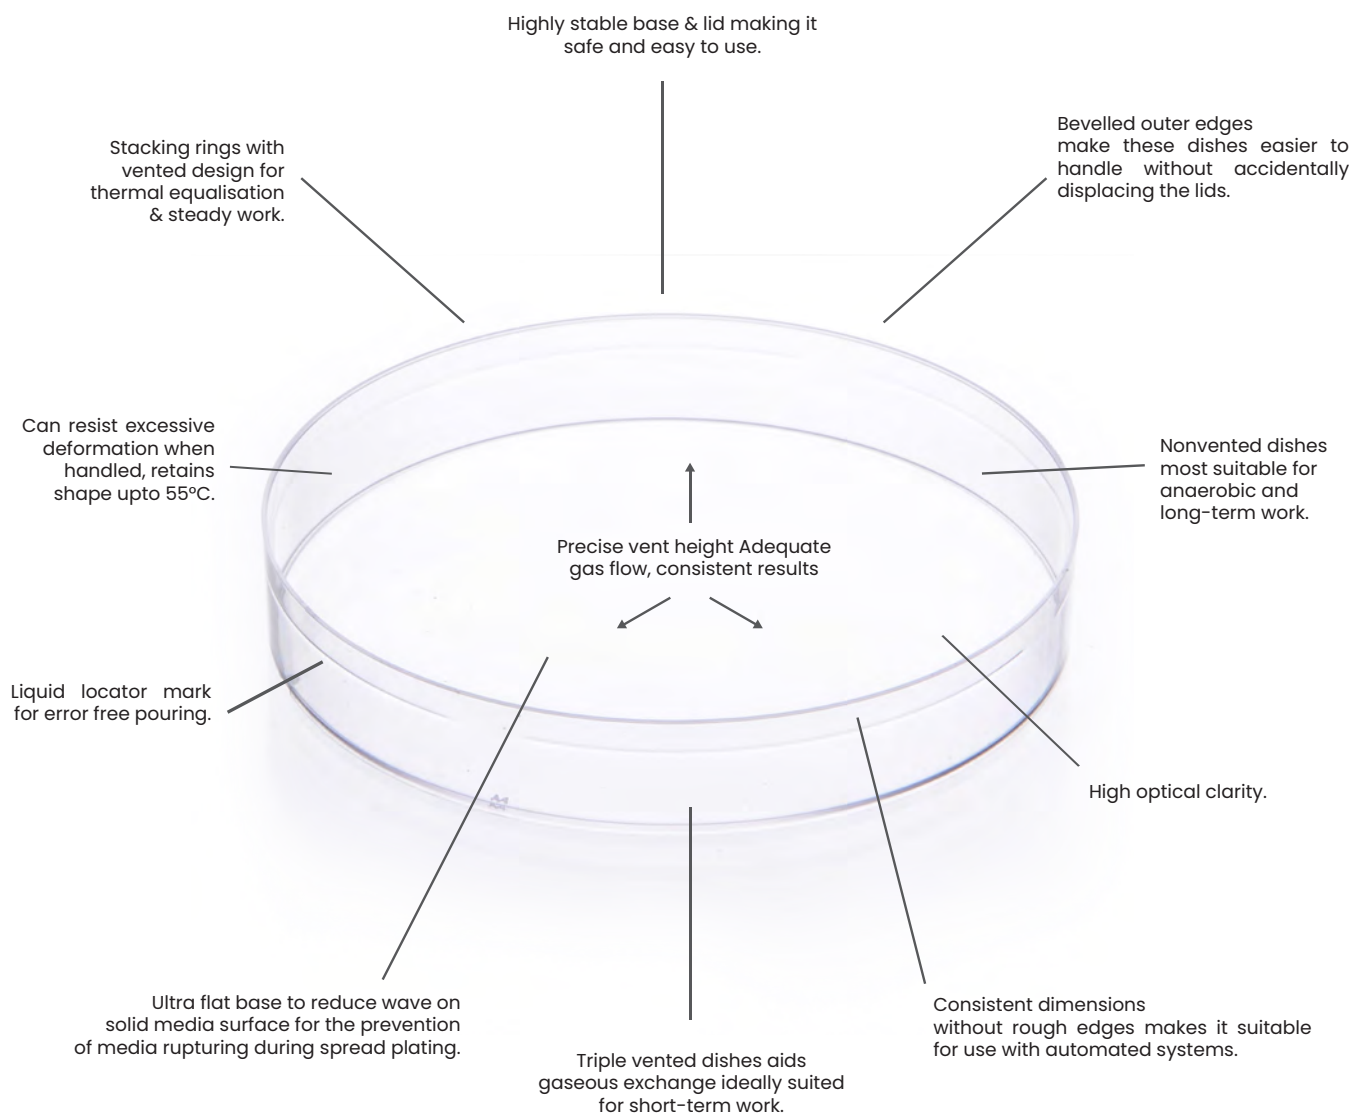 Highly stable base & lid making it
safe and easy to use.
Stacking rings with
vented design for
thermal equalisation
& steady work.
Bevelled outer edges
make these dishes easier to
handle without accidentally
displacing the lids.
Can resist excessive
deformation when
handled, retains
shape upto 55°C.
Nonvented dishes
most suitable for
anaerobic and
long-term work.
Precise vent height Adequate
gas flow, consistent results
Liquid locator mark
for error free pouring.
High optical clarity.
Ultra flat base to reduce wave on
solid media surface for the prevention
of media rupturing during spread plating.
Triple vented dishes aids
gaseous exchange ideally suited
for short-term work.
Consistent dimensions
without rough edges makes it suitable
for use with automated systems.